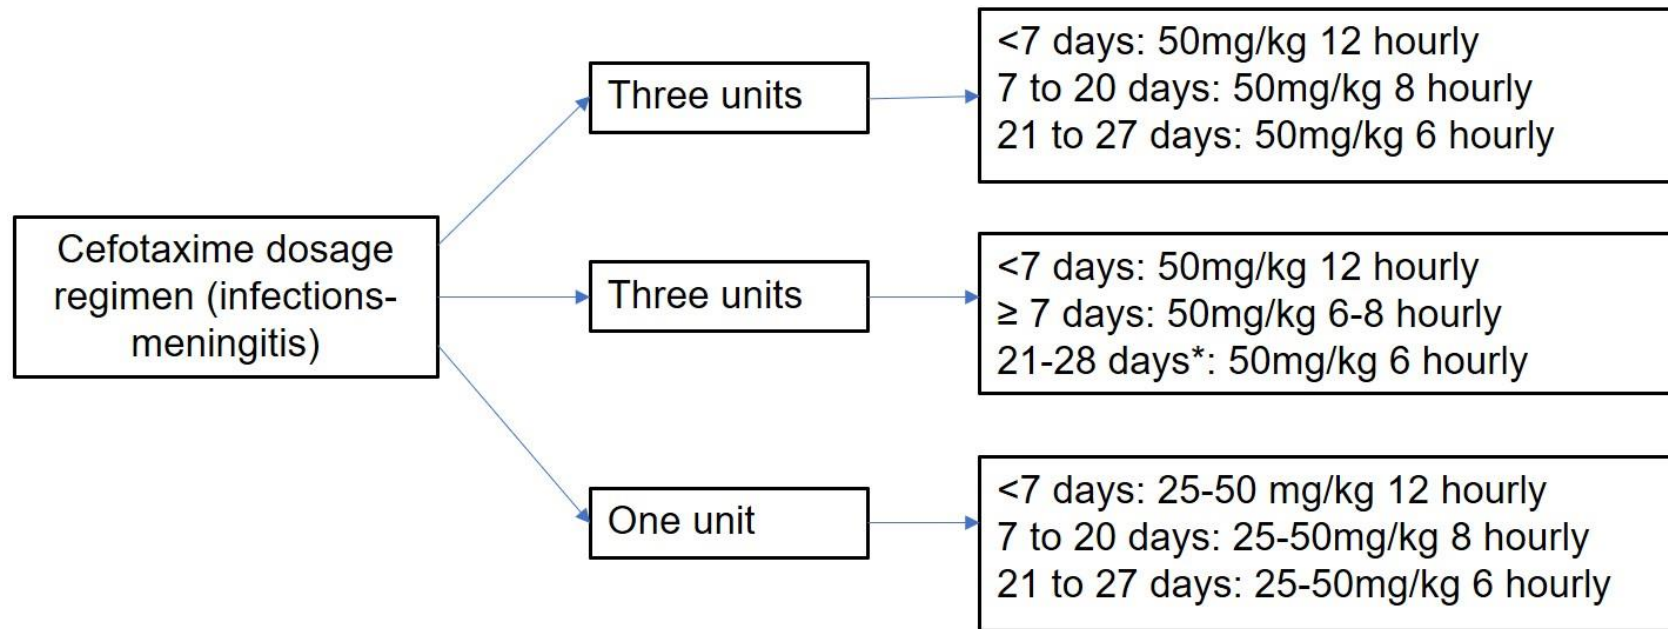 Cefotaxime dosage
regimen (infections-
meningitis)
Three units
<7 days: 50mg/kg 12 hourly
7 to 20 days: 50mg/kg 8 hourly
21 to 27 days: 50mg/kg 6 hourly
Three units
<7 days: 50mg/kg 12 hourly
≥ 7 days: 50mg/kg 6-8 hourly
21-28 days*: 50mg/kg 6 hourly
One unit
<7 days: 25-50 mg/kg 12 hourly
7 to 20 days: 25-50mg/kg 8 hourly
21 to 27 days: 25-50mg/kg 6 hourly